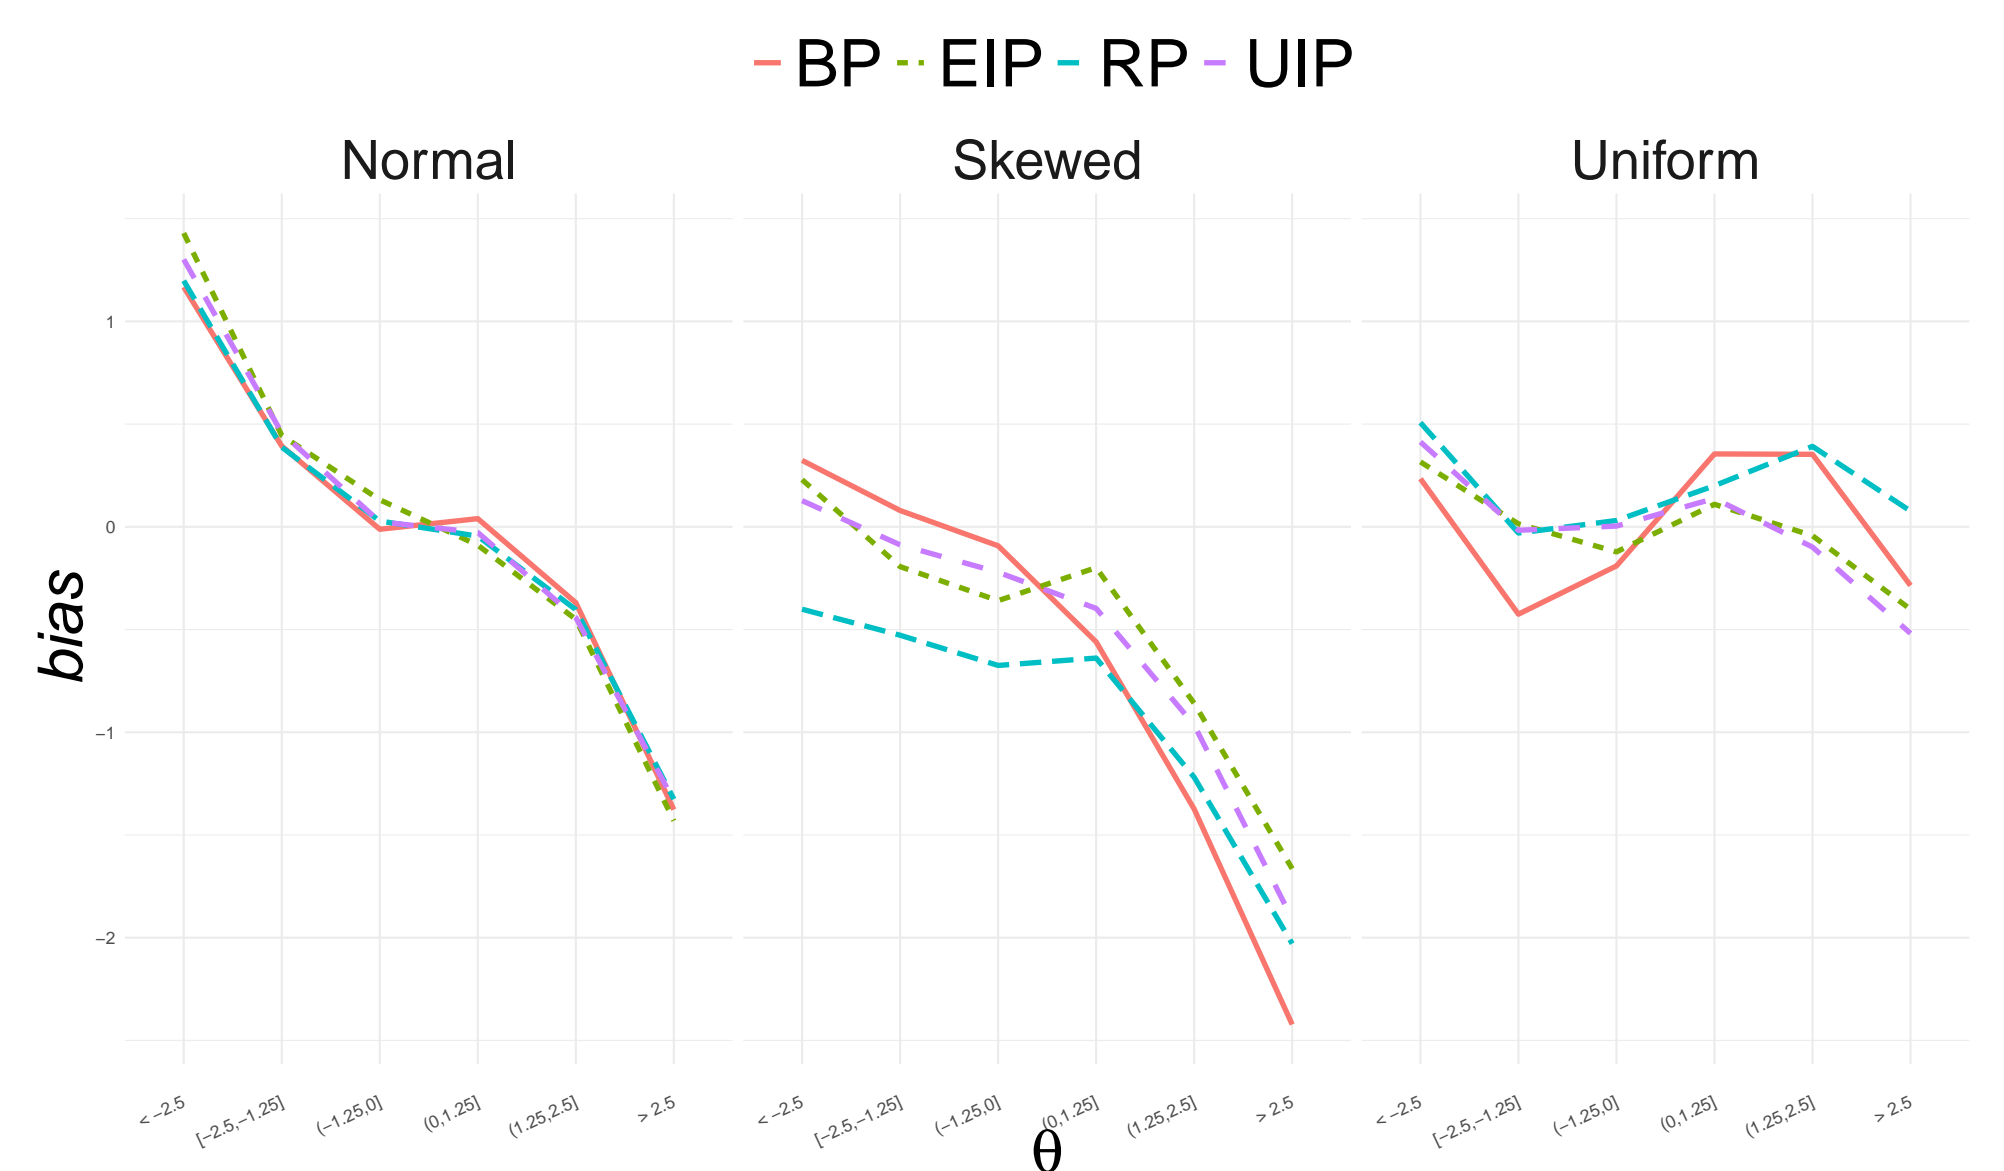 BP EIP RP UIP
Normal Skewed Uniform
1
0
−1
−2
bias
< −2.5 [−2.5,−1.25] (−1.25,0] (0,1.25] (1.25,2.5] > 2.5 < −2.5 [−2.5,−1.25] (−1.25,0] (0,1.25] (1.25,2.5] > 2.5 < −2.5 [−2.5,−1.25] (−1.25,0] (0,1.25] (1.25,2.5] > 2.5
θ